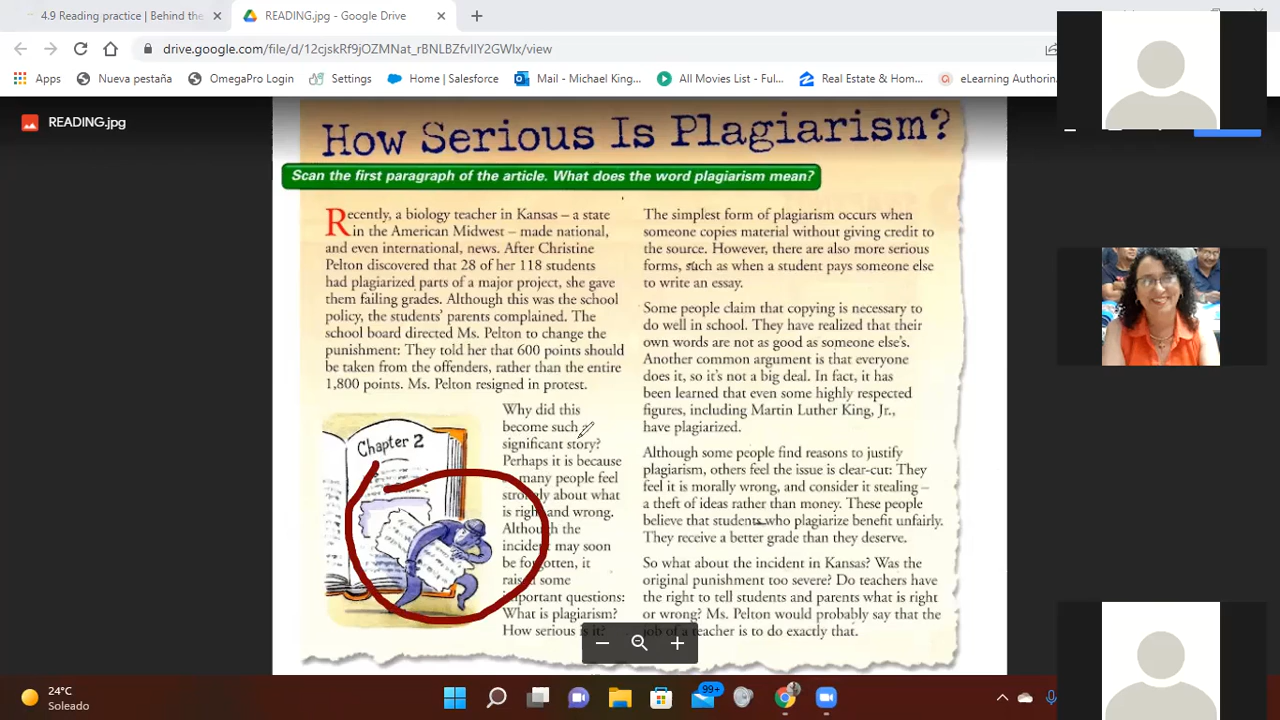 4.9 Reading practice | Behind the
READING.jpg - Google Drive
drive.google.com/file/d/12cjskRf9jOZMNat_rBNLBZfvIlY2GWIx/view
Apps
Nueva pestaña
OmegaPro Login
Settings
Home | Salesforce
Mail - Michael King...
All Movies List - Ful...
Real Estate & Hom...
eLearning Authorin
READING.jpg
How Serious Is Plagiarism?
Scan the first paragraph of the article. What does the word plagiarism mean?
Recently, a biology teacher in Kansas – a state
in the American Midwest – made national,
and even international, news. After Christine
Pelton discovered that 28 of her 118 students
had plagiarized parts of a major project, she gave
them failing grades. Although this was the school
policy, the students' parents complained. The
school board directed Ms. Pelton to change the
punishment: They told her that 600 points should
be taken from the offenders, rather than the entire
1,800 points. Ms. Pelton resigned in protest.
Chapter 2
Why did this
become such
significant story?
Perhaps it is because
many people feel
strongly about what
is right and wrong.
Although the
incident may soon
be forgotten, it
raised some
important questions:
What is plagiarism?
How serious is it?
The simplest form of plagiarism occurs when
someone copies material without giving credit to
the source. However, there are also more serious
forms, such as when a student pays someone else
to write an essay.
Some people claim that copying is necessary to
do well in school. They have realized that their
own words are not as good as someone else's.
Another common argument is that everyone
does it, so it's not a big deal. In fact, it has
been learned that even some highly respected
figures, including Martin Luther King, Jr.,
have plagiarized.
Although some people find reasons to justify
plagiarism, others feel the issue is clear-cut: They
feel it is morally wrong, and consider it stealing –
a theft of ideas rather than money. These people
believe that students who plagiarize benefit unfairly.
They receive a better grade than they deserve.
So what about the incident in Kansas? Was the
original punishment too severe? Do teachers have
the right to tell students and parents what is right
or wrong? Ms. Pelton would probably say that the
job of a teacher is to do exactly that.
24°C
Soleado
99+